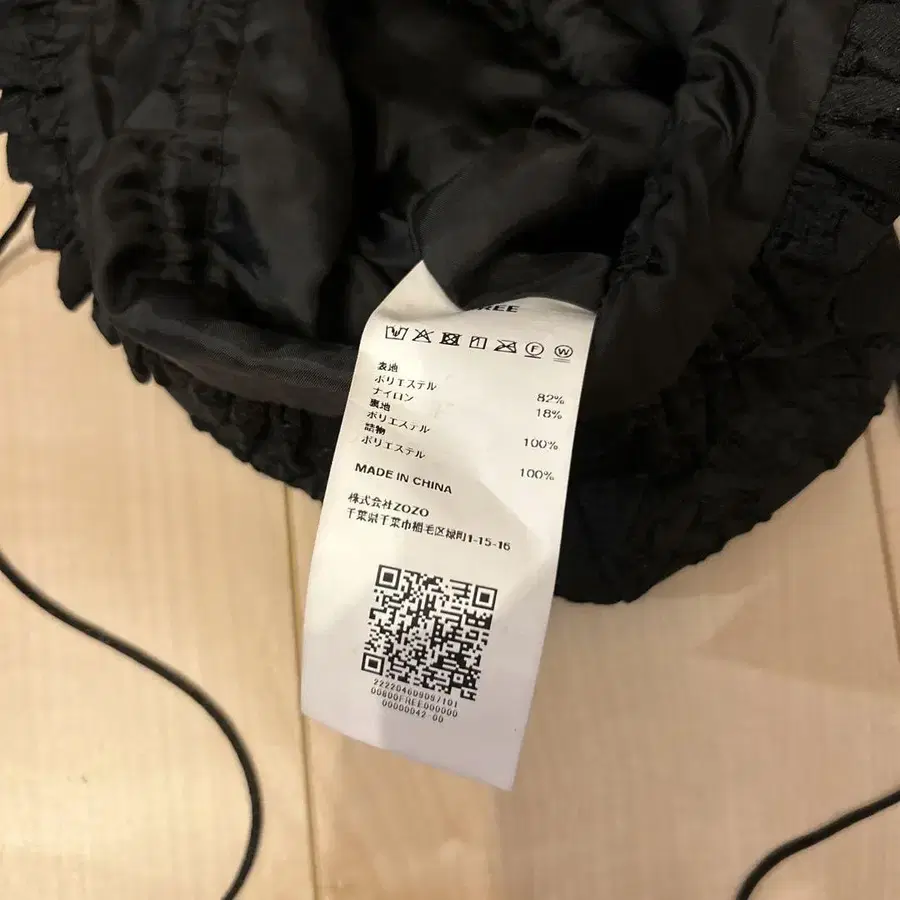 REE
F
W
表地
ポリエステル 82%
ナイロン 18%
裏地
ポリエステル 100%
詰物
ポリエステル 100%
MADE IN CHINA
株式会社ZOZO
千葉県千葉市稲毛区緑町1-15-16
00800FREE000000
00000042 00